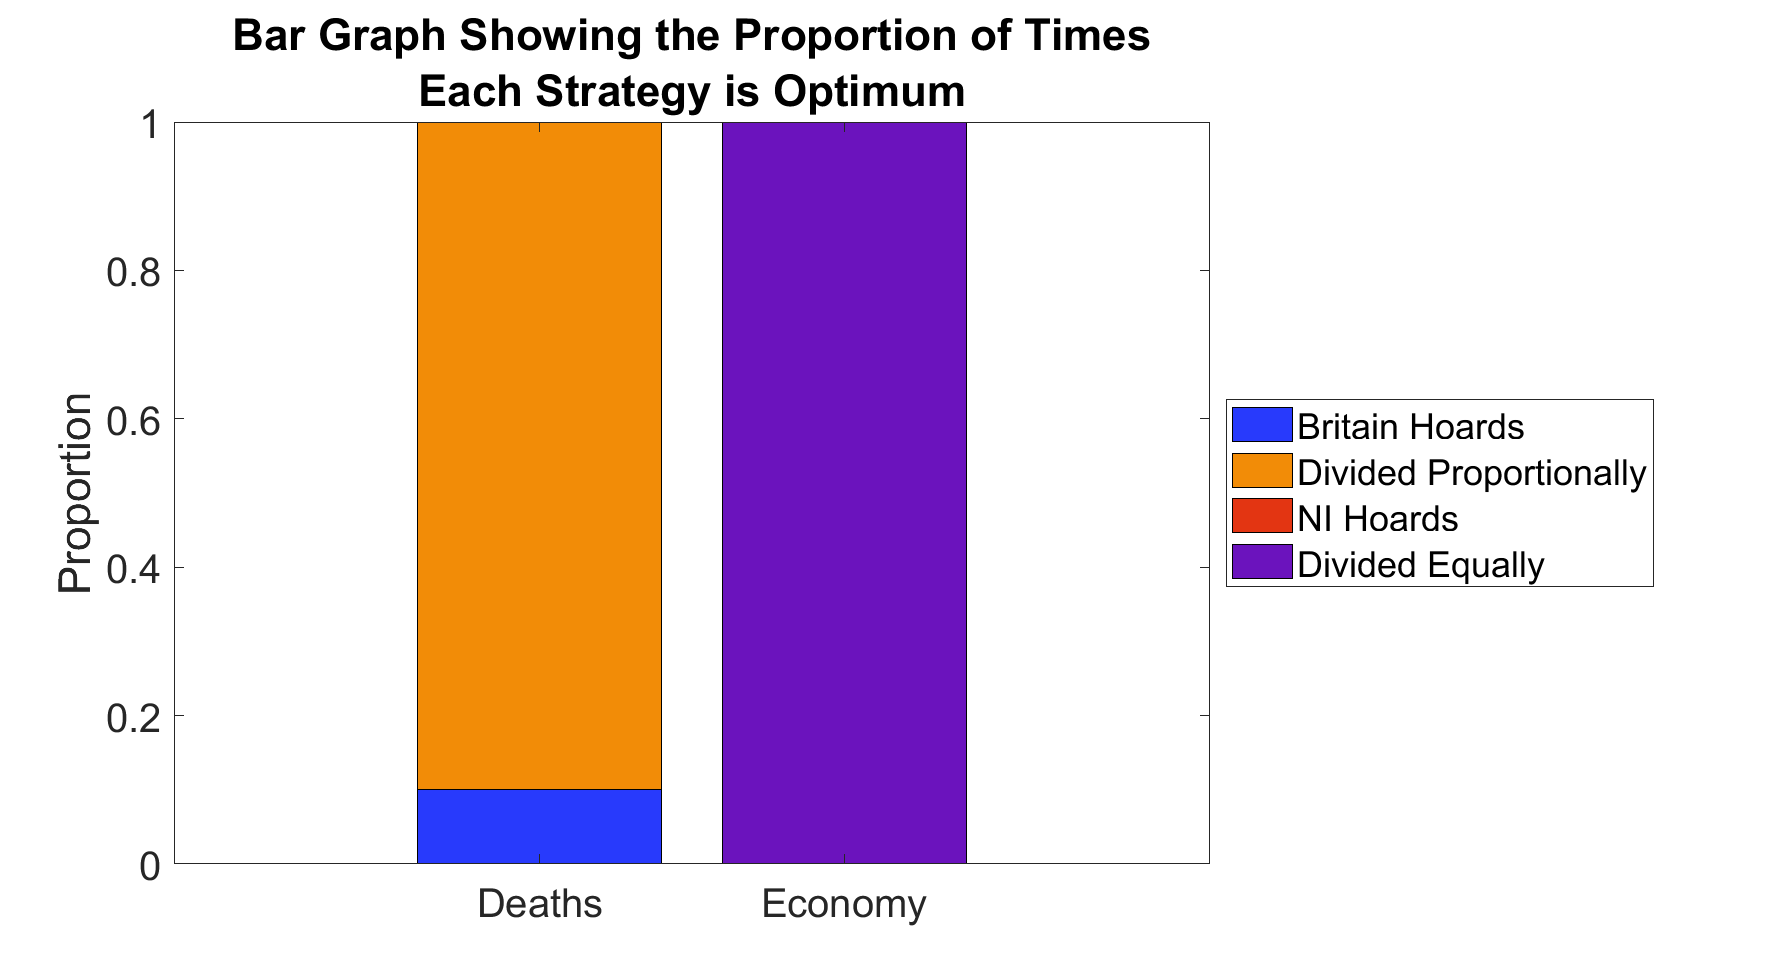 Bar Graph Showing the Proportion of Times
Each Strategy is Optimum
1
0.8
0.6
0.4
0.2
0
Proportion
Deaths
Economy
Britain Hoards
Divided Proportionally
NI Hoards
Divided Equally